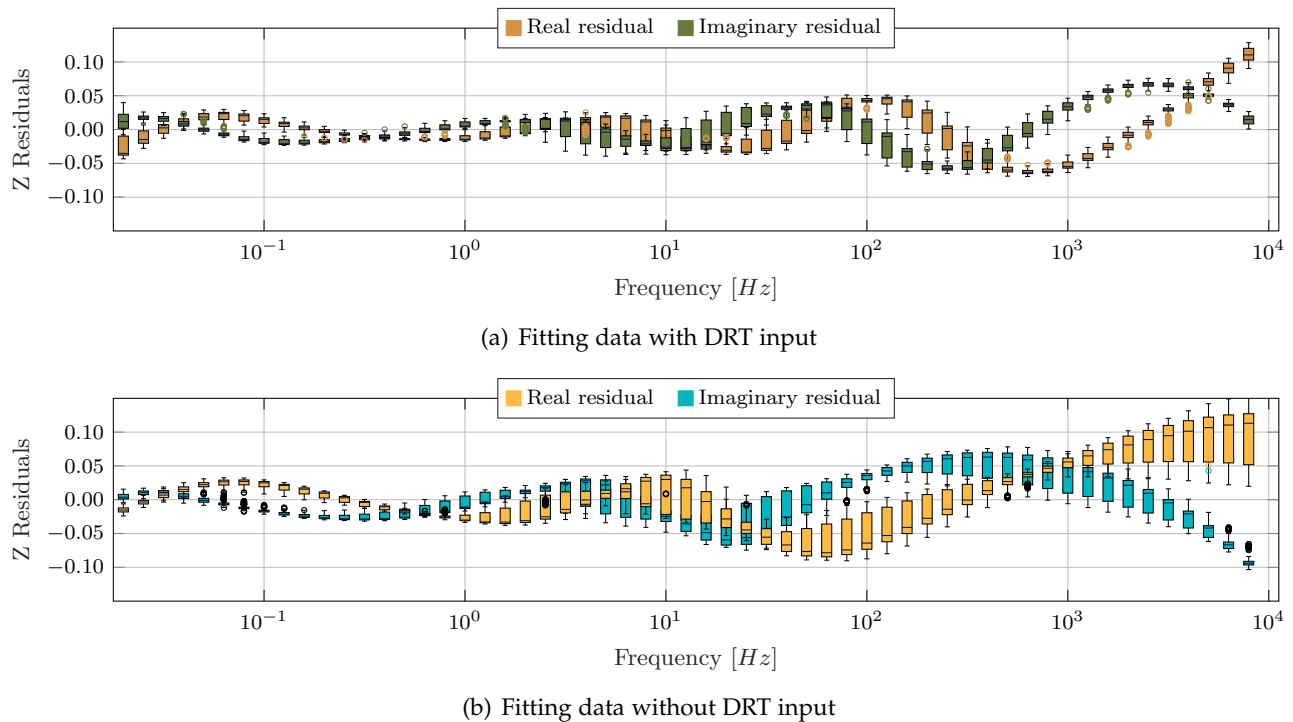 Real residual Imaginary residual
0.10
0.05
0.00
−0.05
−0.10
Z Residuals
10⁻¹ 10⁰ 10¹ 10² 10³ 10⁴
Frequency [Hz]
(a) Fitting data with DRT input
Real residual Imaginary residual
0.10
0.05
0.00
−0.05
−0.10
Z Residuals
10⁻¹ 10⁰ 10¹ 10² 10³ 10⁴
Frequency [Hz]
(b) Fitting data without DRT input